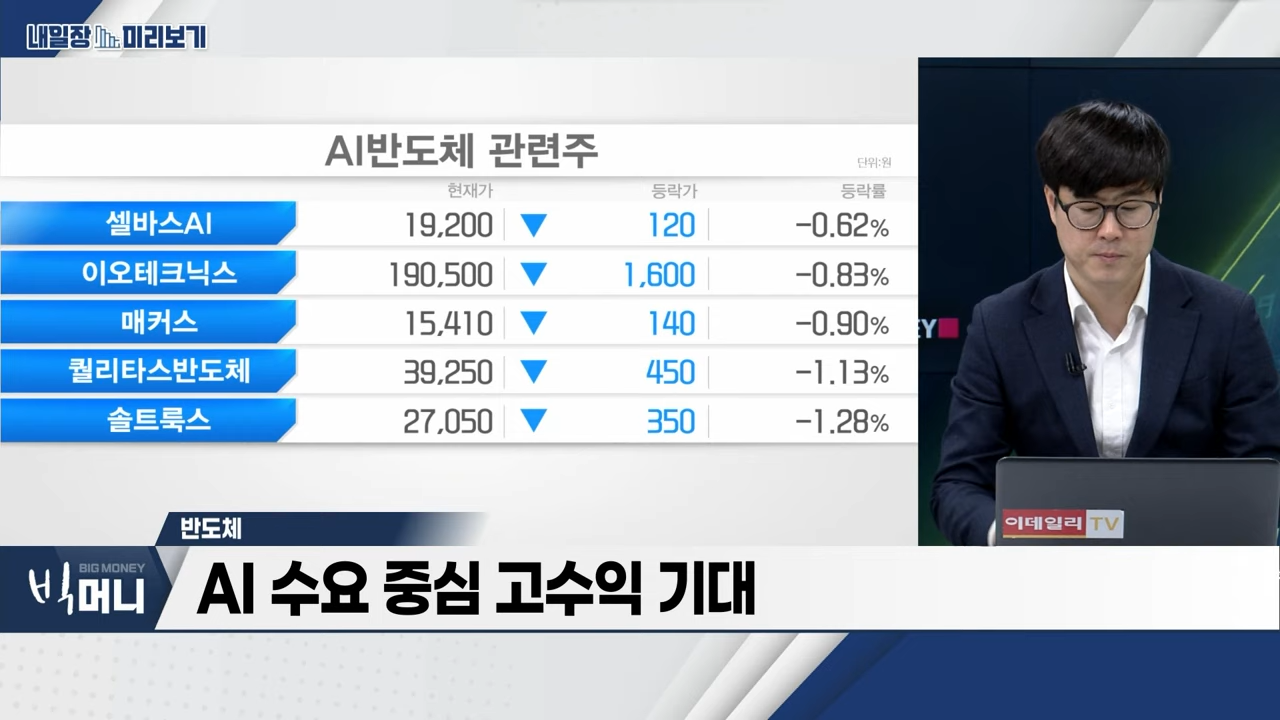 내일장 미리보기
AI반도체 관련주
단위:원
현재가 등락가 등락률
셀바스AI 19,200 ▼ 120 -0.62%
이오테크닉스 190,500 ▼ 1,600 -0.83%
매커스 15,410 ▼ 140 -0.90%
퀄리타스반도체 39,250 ▼ 450 -1.13%
솔트룩스 27,050 ▼ 350 -1.28%
EY
이데일리 TV
반도체
BIG MONEY
빅머니
AI 수요 중심 고수익 기대